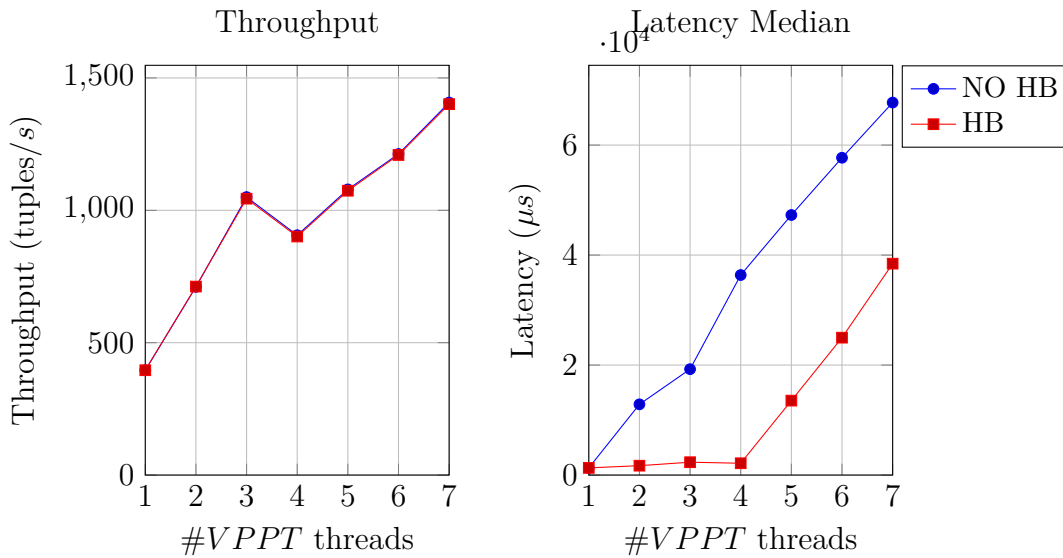 Throughput
1,500
1,000
500
0
1 2 3 4 5 6 7
Throughput (tuples/s)
#VPPT threads
Latency Median
·10⁴
6
4
2
0
1 2 3 4 5 6 7
Latency (μs)
#VPPT threads
NO HB
HB